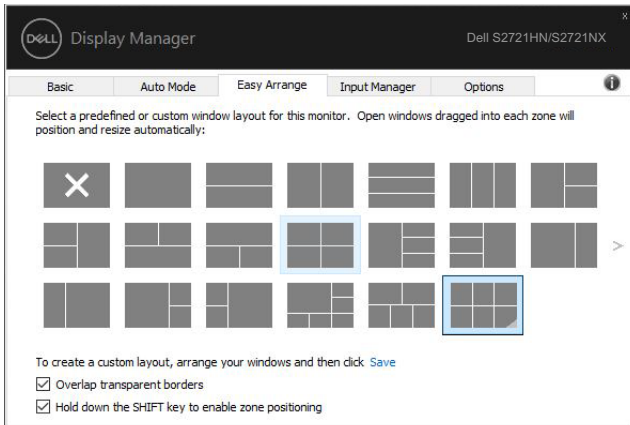 x
DELL Display Manager
Dell S2721HN/S2721NX
Basic Auto Mode Easy Arrange Input Manager Options
Select a predefined or custom window layout for this monitor. Open windows dragged into each zone will
position and resize automatically:
>
To create a custom layout, arrange your windows and then click Save
Overlap transparent borders
Hold down the SHIFT key to enable zone positioning